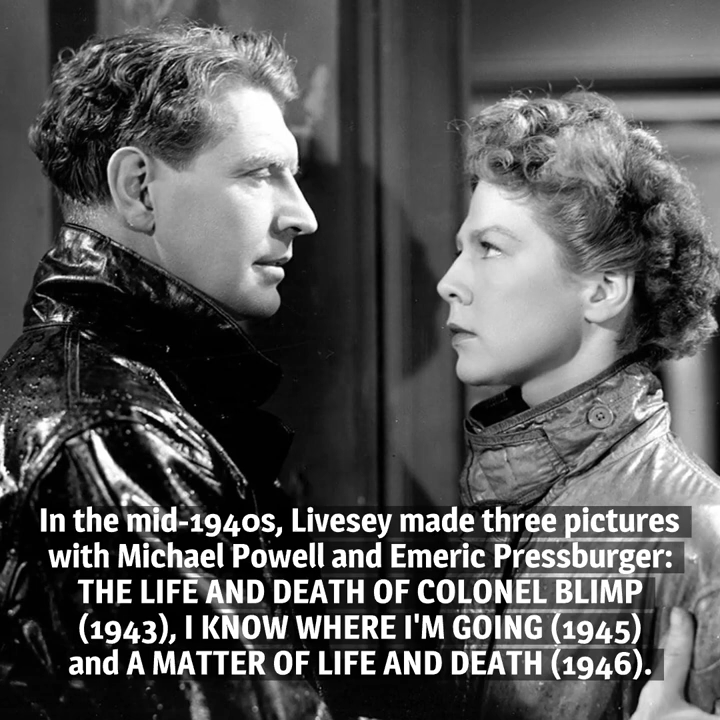 In the mid-1940s, Livesey made three pictures
with Michael Powell and Emeric Pressburger:
THE LIFE AND DEATH OF COLONEL BLIMP
(1943), I KNOW WHERE I'M GOING (1945)
and A MATTER OF LIFE AND DEATH (1946).